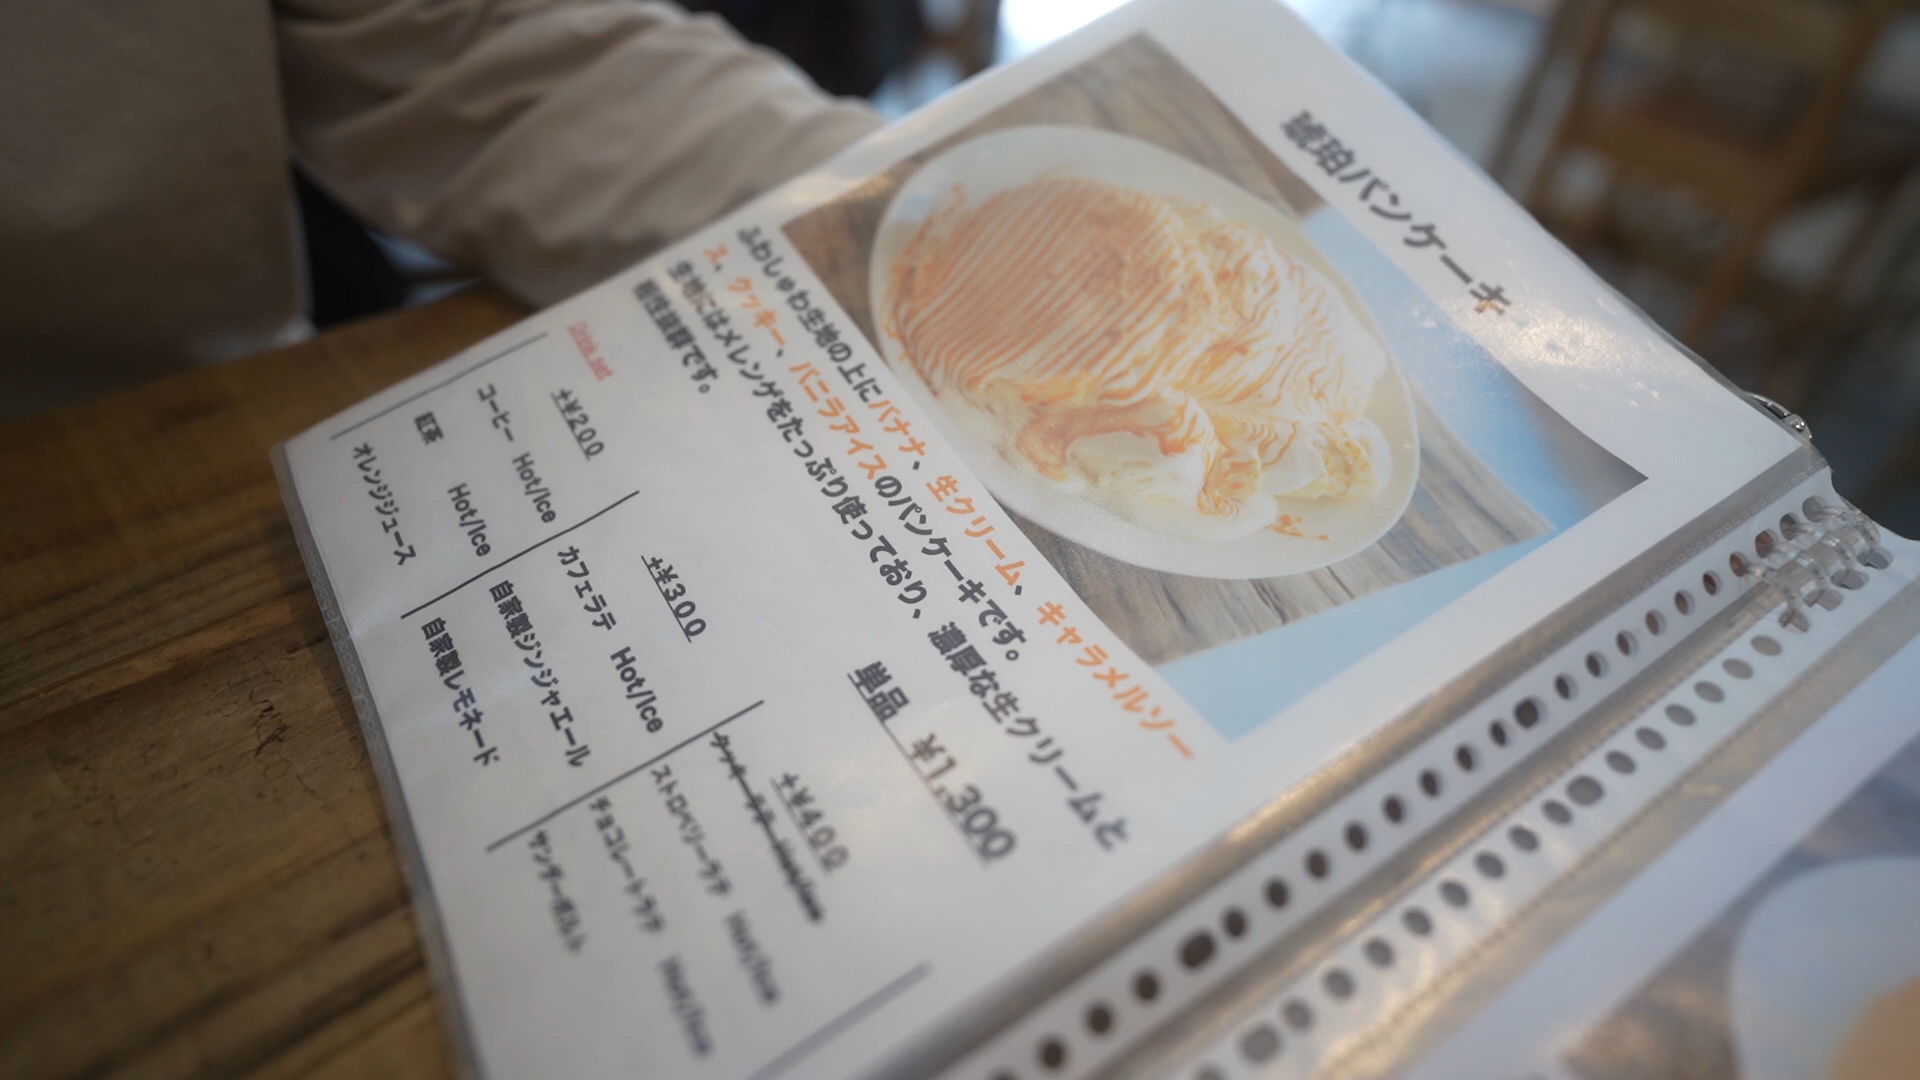 琥珀パンケーキ
ふわしゅわ生地の上にバナナ、生クリーム、キャラメルソー
ス、クッキー、バニラアイスのパンケーキです。
生地にはメレンゲをたっぷり使っており、濃厚な生クリームと
相性抜群です。
単品 ¥1,300
Drink set
+¥200
コーヒー Hot/Ice
紅茶 Hot/Ice
オレンジジュース
+¥300
カフェラテ Hot/Ice
自家製ジンジャエール
自家製レモネード
+¥400
ストロベリーラテ Hot/Ice
チョコレートラテ Hot/Ice